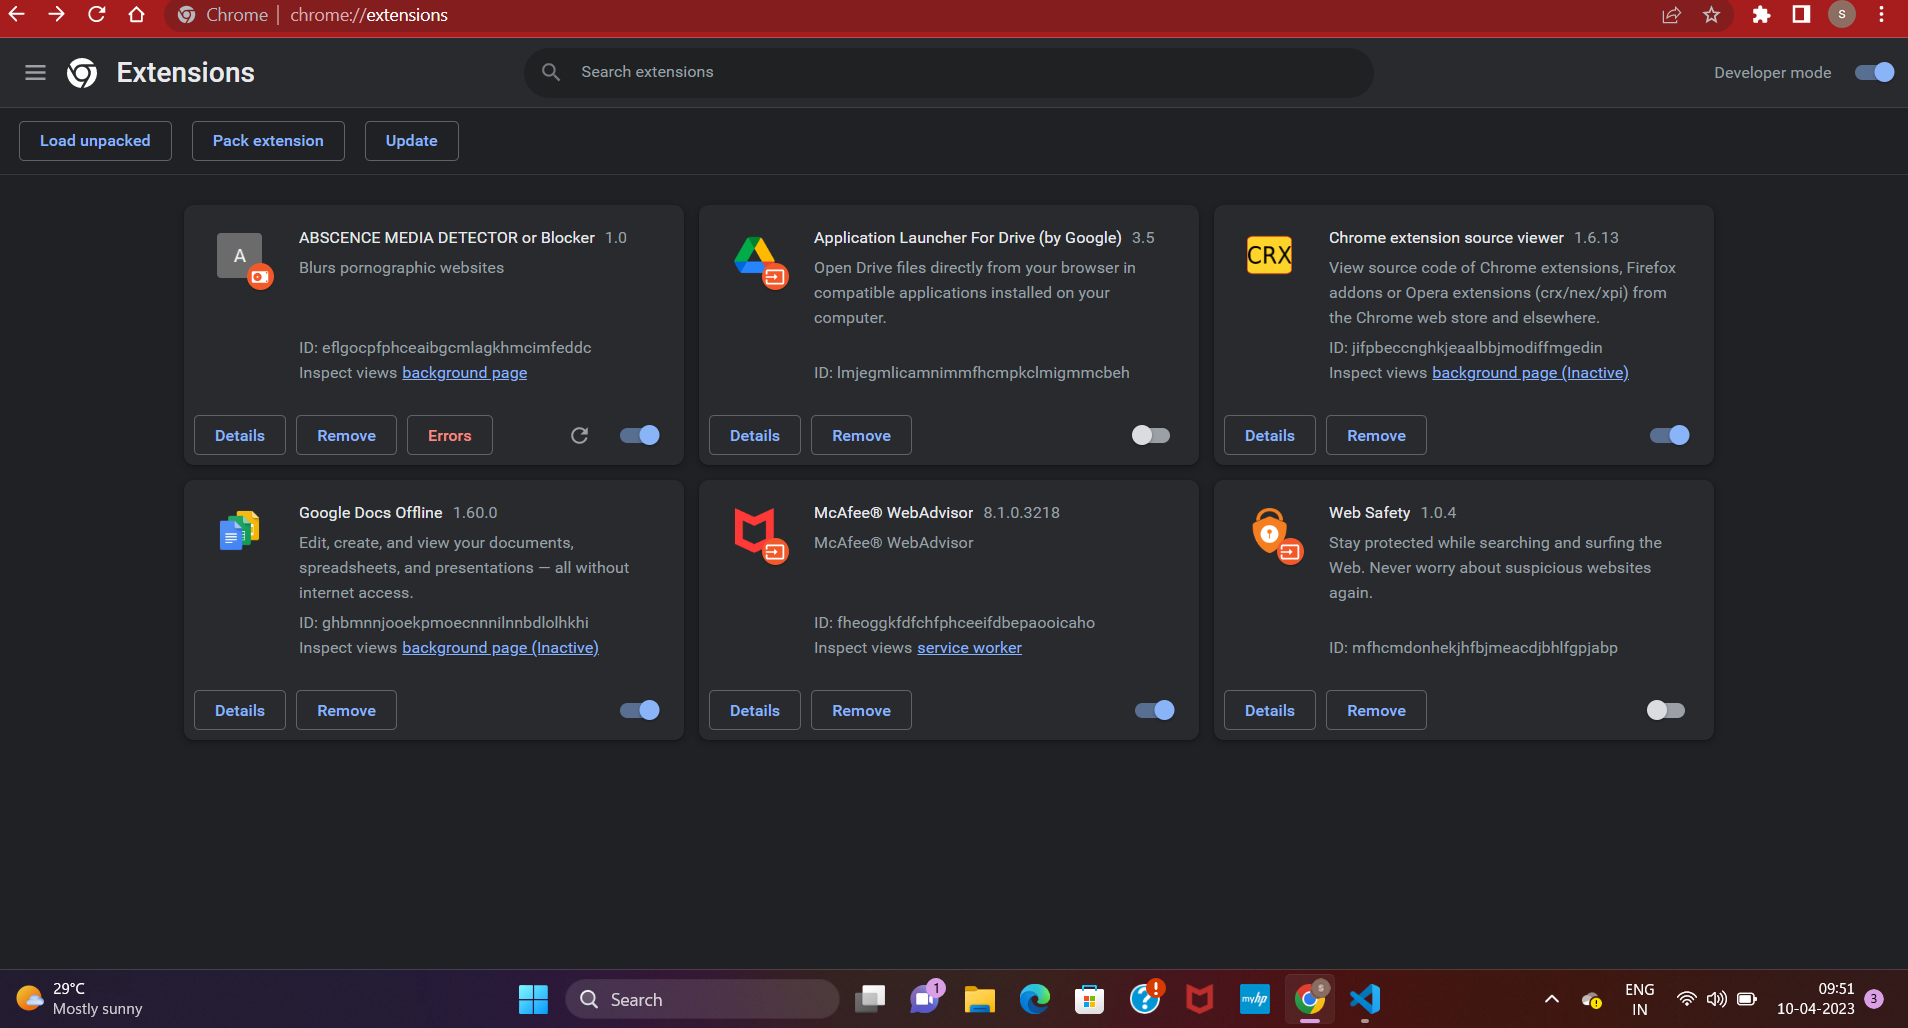 Chrome | chrome://extensions
S
Extensions
Search extensions
Developer mode
Load unpacked
Pack extension
Update
A
ABSCENCE MEDIA DETECTOR or Blocker 1.0
Blurs pornographic websites
ID: eflgocpfphceaibgcmlagkhmcimfeddc
Inspect views background page
Details
Remove
Errors
Application Launcher For Drive (by Google) 3.5
Open Drive files directly from your browser in
compatible applications installed on your
computer.
ID: lmjegmlicamnimmfhcmpkclmigmmcbeh
Details
Remove
CRX
Chrome extension source viewer 1.6.13
View source code of Chrome extensions, Firefox
addons or Opera extensions (crx/nex/xpi) from
the Chrome web store and elsewhere.
ID: jifpbeccnghkjeaalbbjmodiffmgedin
Inspect views background page (Inactive)
Details
Remove
Google Docs Offline 1.60.0
Edit, create, and view your documents,
spreadsheets, and presentations — all without
internet access.
ID: ghbmnnjooekpmoecnnnilnnbdlolhkhi
Inspect views background page (Inactive)
Details
Remove
McAfee® WebAdvisor 8.1.0.3218
McAfee® WebAdvisor
ID: fheoggkfdfchfphceeifdbepaooicaho
Inspect views service worker
Details
Remove
Web Safety 1.0.4
Stay protected while searching and surfing the
Web. Never worry about suspicious websites
again.
ID: mfhcmdonhekjhfbjmeacdjbhlfgpjabp
Details
Remove
29°C
Mostly sunny
Search
1
myhp
S
ENG
IN
09:51
10-04-2023
3